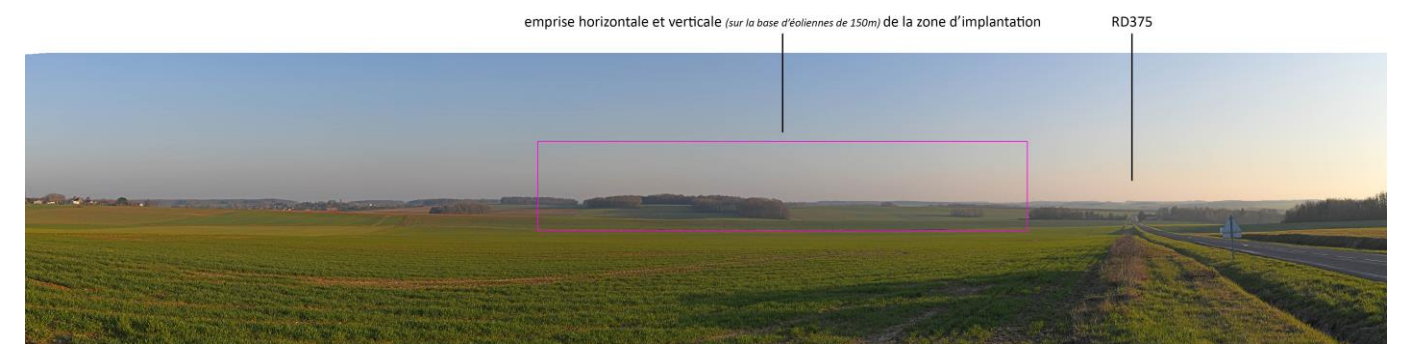 emprise horizontale et verticale (sur la base d'éoliennes de 150m) de la zone d'implantation
RD375